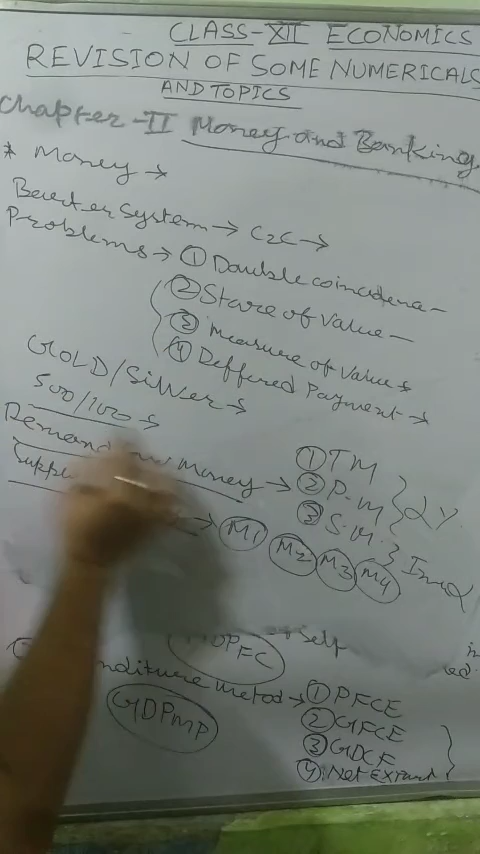 CLASS-XII ECONOMICS
REVISION OF SOME NUMERICALS
AND TOPICS
Chapter-II Money and Banking
* Money →
Barter System → C2C →
Problems → ① Double coincidence -
② Store of Value -
③ Measure of Value
④ Deffered Payment →
GOLD/Silver →
500/1000 →
Demand Money → ① TM
② P.M
③ S.M.
→ M1 M2 M3 M4
→ Self
FC
method → ① PFCE
GDPMP ② GFCE
③ GDCF
④ Net Export